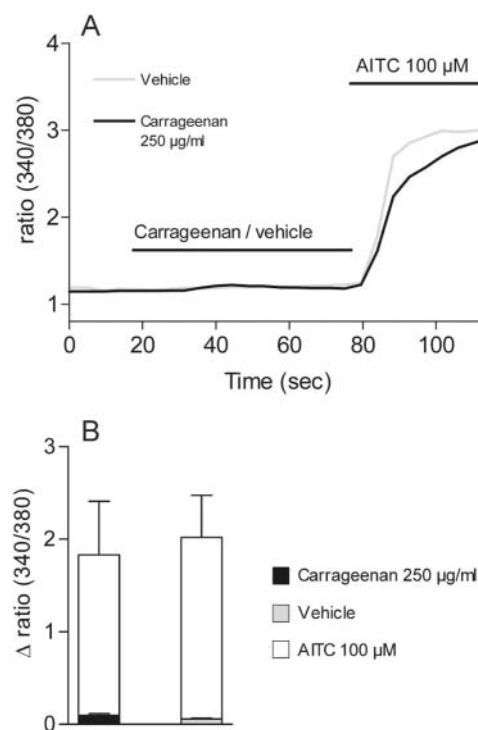 A
4
3
2
1
ratio (340/380)
Vehicle
Carrageenan
250 µg/ml
AITC 100 µM
Carrageenan / vehicle
0
20
40
60
80
100
Time (sec)
B
3
2
1
0
Δ ratio (340/380)
Carrageenan 250 µg/ml
Vehicle
AITC 100 µM